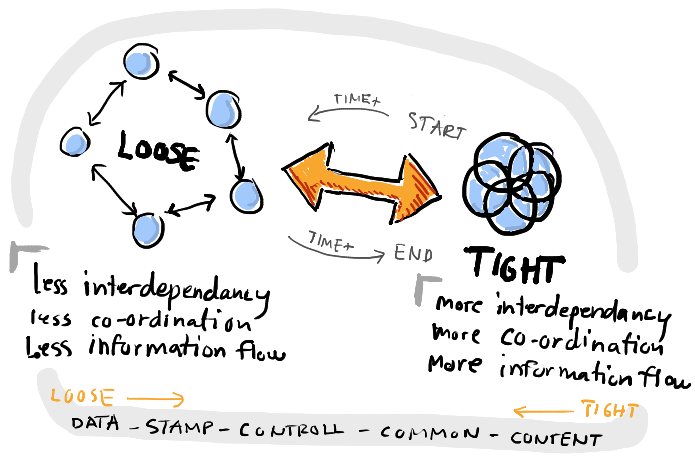 TIME+
START
LOOSE
TIME+
END
TIGHT
less interdependancy
less co-ordination
Less information flow
more interdependancy
more co-ordination
More information flow
LOOSE
TIGHT
DATA - STAMP - CONTROLL - COMMON - CONTENT